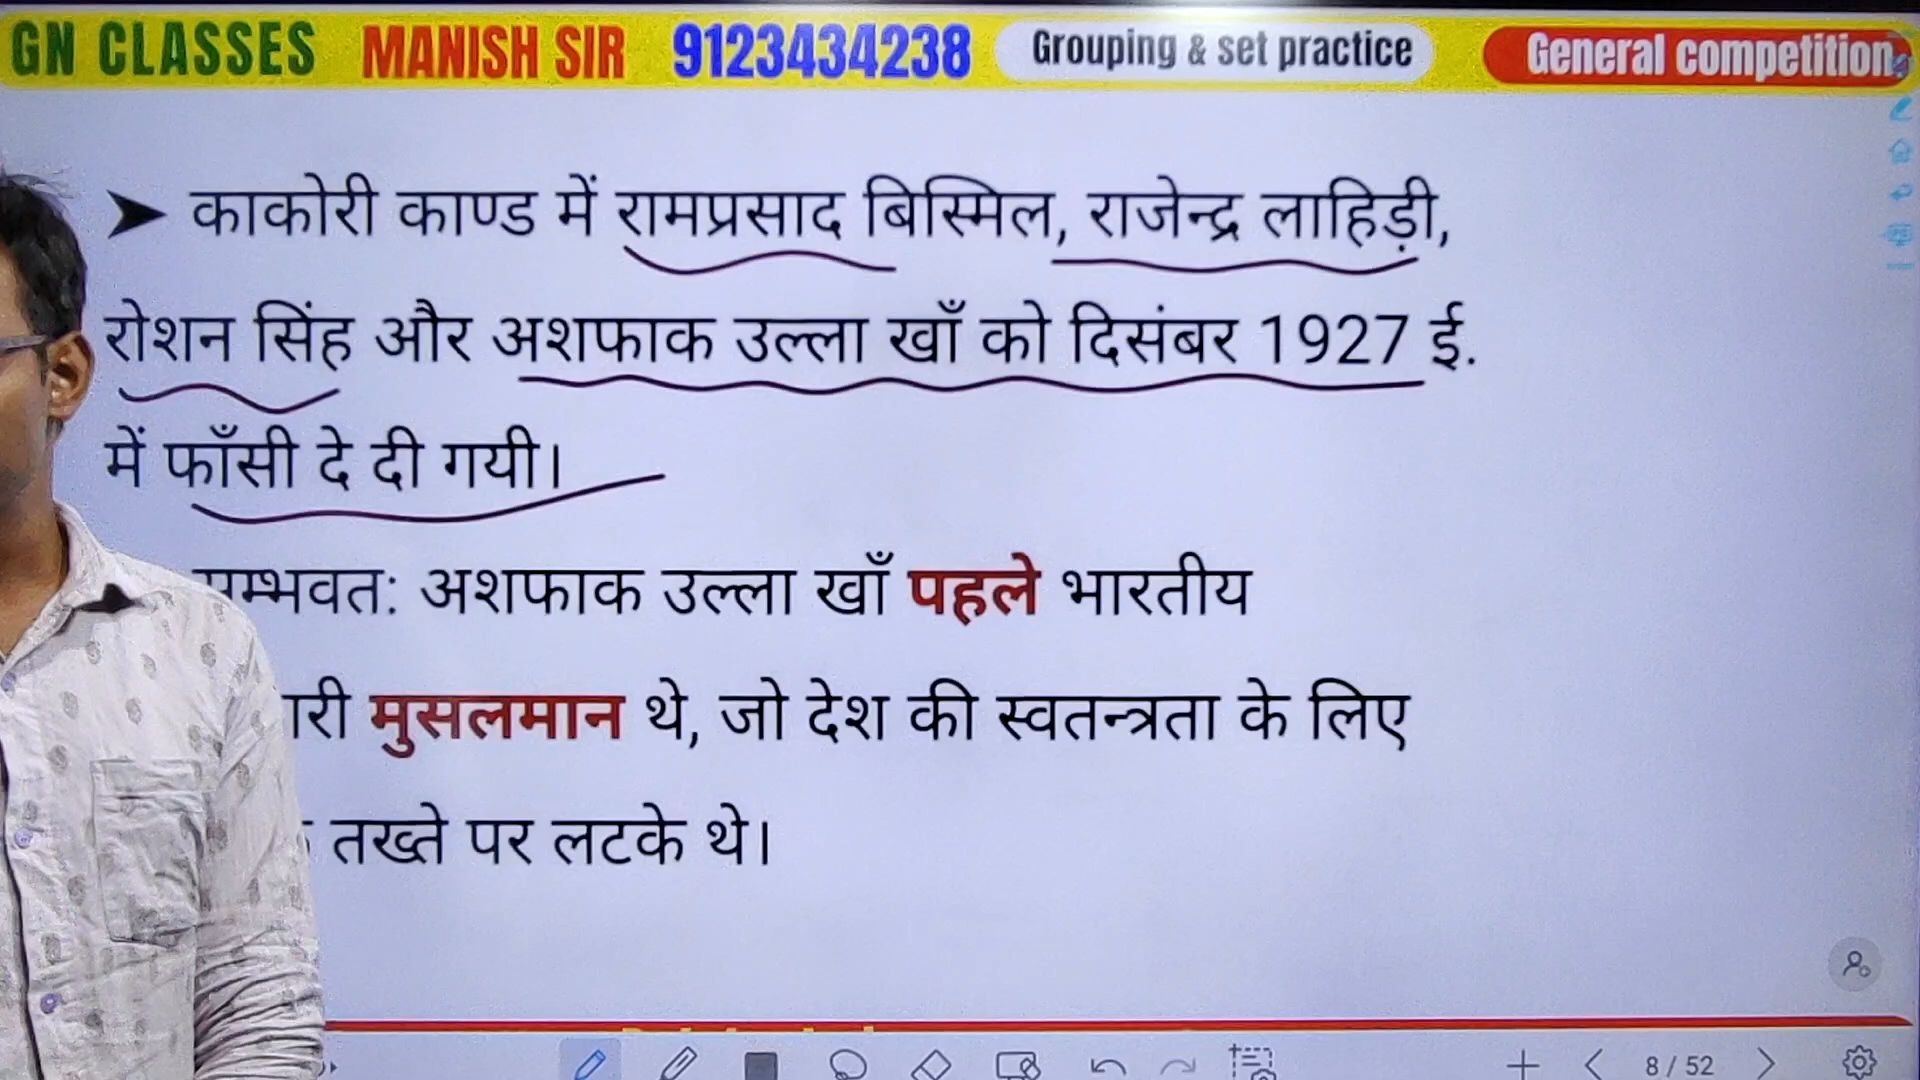 GN CLASSES MANISH SIR 9123434238 Grouping & set practice General competition
➤ काकोरी काण्ड में रामप्रसाद बिस्मिल, राजेन्द्र लाहिड़ी,
रोशन सिंह और अशफाक उल्ला खाँ को दिसंबर 1927 ई.
में फाँसी दे दी गयी।
अशफाक उल्ला खाँ पहले भारतीय
मुसलमान थे, जो देश की स्वतन्त्रता के लिए
तख्ते पर लटके थे।
8 / 52